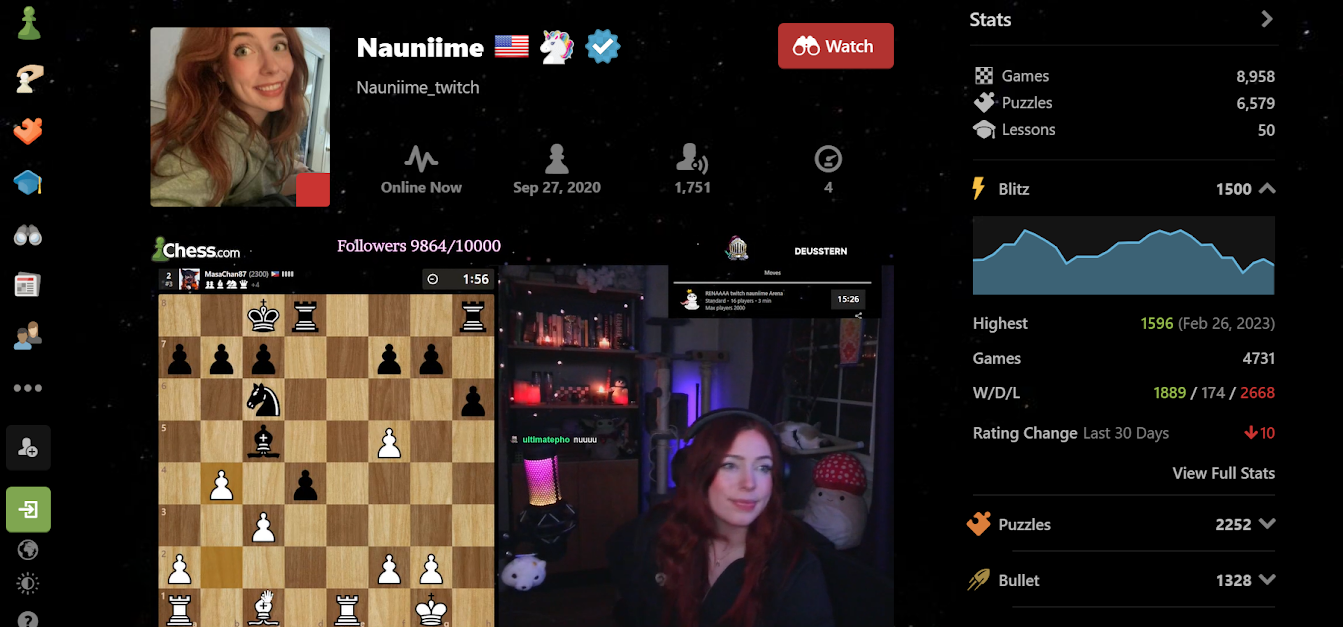 Nauniime
Nauniime_twitch
Watch
Online Now
Sep 27, 2020
1,751
4
Chess.com
Followers 9864/10000
DEUSSTERN
2
#3
MasaChan87 (2300)
+4
1:56
Moves
RENAAAA twitch nauniime Arena
Standard - 16 players - 3 min
Max players 2000
15:26
8
7
6
5
4
3
2
1
ultimatepho nuuuu
Stats
Games 8,958
Puzzles 6,579
Lessons 50
Blitz 1500
Highest 1596 (Feb 26, 2023)
Games 4731
W/D/L 1889 / 174 / 2668
Rating Change Last 30 Days 10
View Full Stats
Puzzles 2252
Bullet 1328